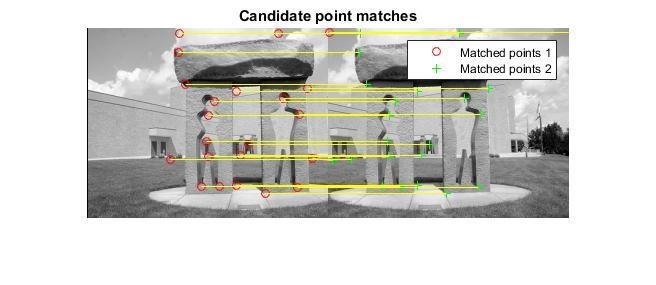 Candidate point matches
Matched points 1
Matched points 2